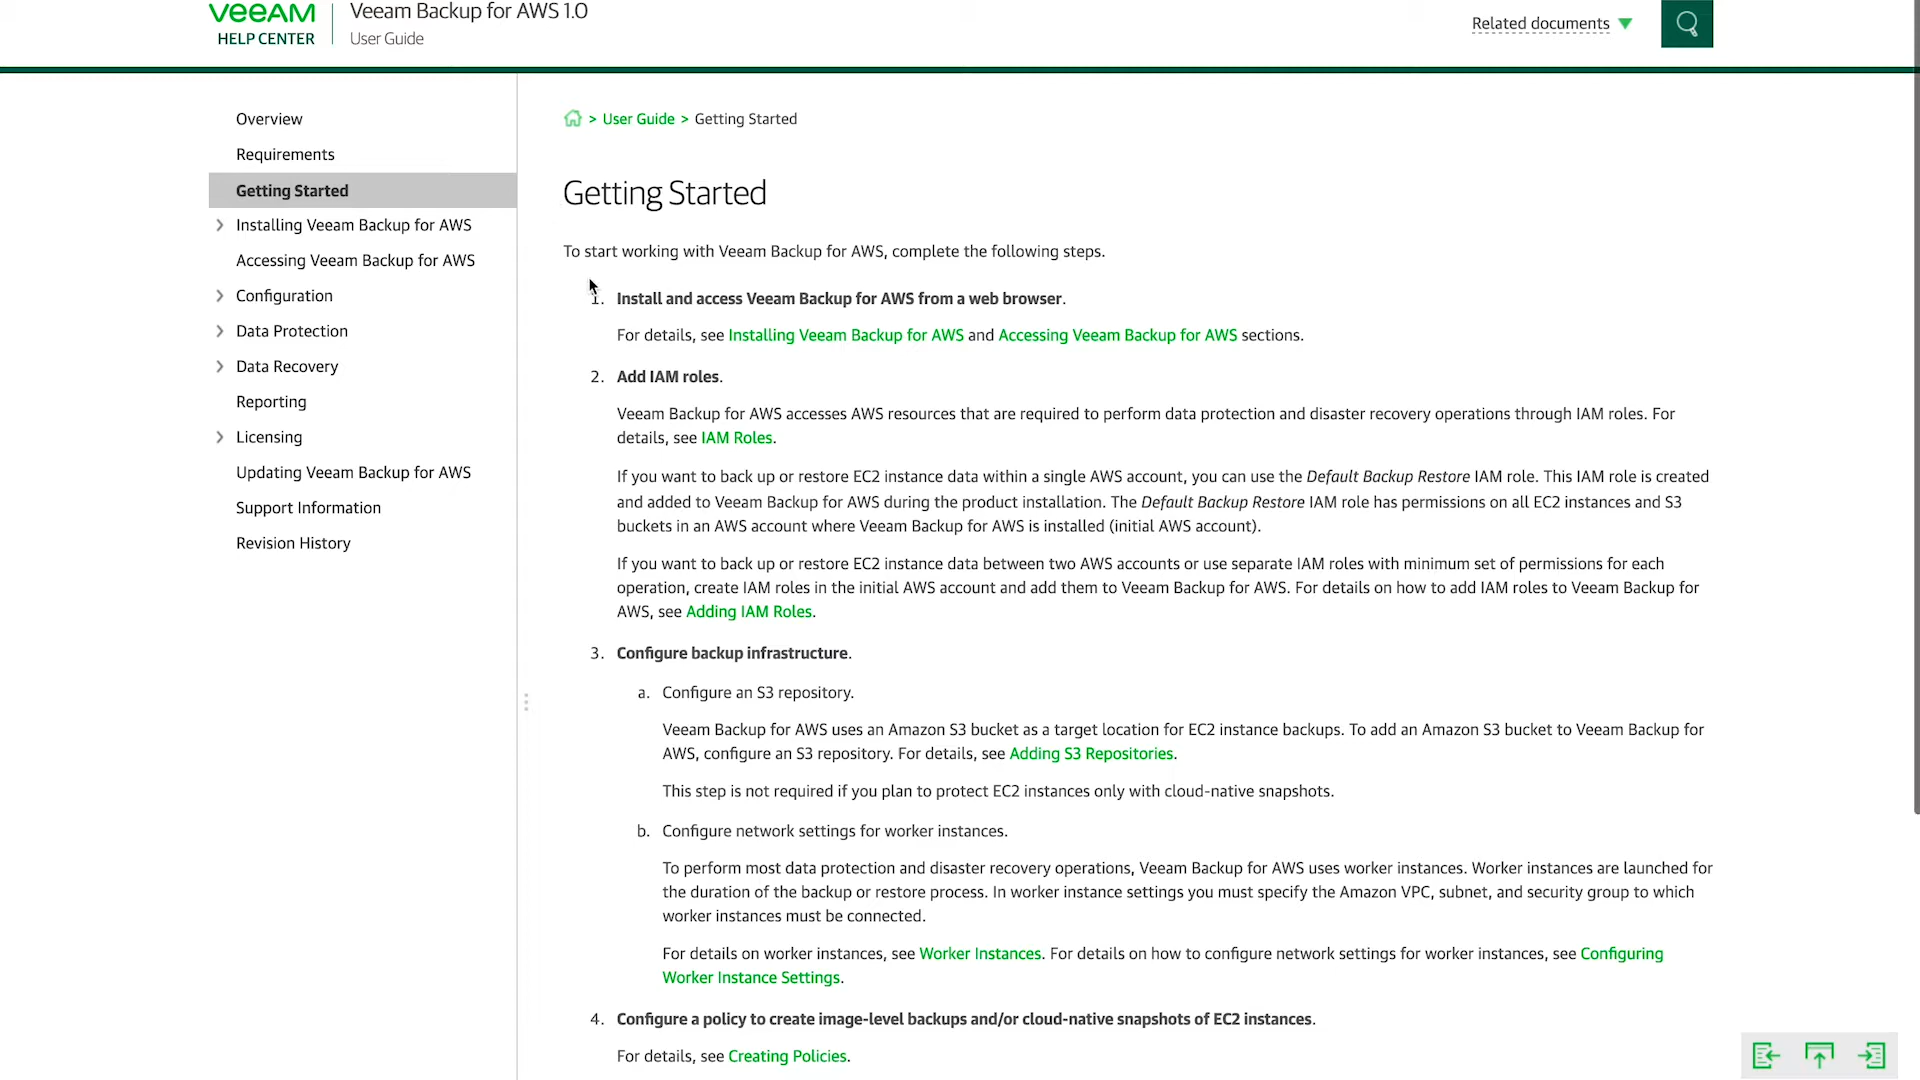 veeam
HELP CENTER
Veeam Backup for AWS 1.0
User Guide
Related documents
Overview
Requirements
Getting Started
Installing Veeam Backup for AWS
Accessing Veeam Backup for AWS
Configuration
Data Protection
Data Recovery
Reporting
Licensing
Updating Veeam Backup for AWS
Support Information
Revision History
> User Guide > Getting Started
Getting Started
To start working with Veeam Backup for AWS, complete the following steps.
1. Install and access Veeam Backup for AWS from a web browser.
For details, see Installing Veeam Backup for AWS and Accessing Veeam Backup for AWS sections.
2. Add IAM roles.
Veeam Backup for AWS accesses AWS resources that are required to perform data protection and disaster recovery operations through IAM roles. For
details, see IAM Roles.
If you want to back up or restore EC2 instance data within a single AWS account, you can use the Default Backup Restore IAM role. This IAM role is created
and added to Veeam Backup for AWS during the product installation. The Default Backup Restore IAM role has permissions on all EC2 instances and S3
buckets in an AWS account where Veeam Backup for AWS is installed (initial AWS account).
If you want to back up or restore EC2 instance data between two AWS accounts or use separate IAM roles with minimum set of permissions for each
operation, create IAM roles in the initial AWS account and add them to Veeam Backup for AWS. For details on how to add IAM roles to Veeam Backup for
AWS, see Adding IAM Roles.
3. Configure backup infrastructure.
a. Configure an S3 repository.
Veeam Backup for AWS uses an Amazon S3 bucket as a target location for EC2 instance backups. To add an Amazon S3 bucket to Veeam Backup for
AWS, configure an S3 repository. For details, see Adding S3 Repositories.
This step is not required if you plan to protect EC2 instances only with cloud-native snapshots.
b. Configure network settings for worker instances.
To perform most data protection and disaster recovery operations, Veeam Backup for AWS uses worker instances. Worker instances are launched for
the duration of the backup or restore process. In worker instance settings you must specify the Amazon VPC, subnet, and security group to which
worker instances must be connected.
For details on worker instances, see Worker Instances. For details on how to configure network settings for worker instances, see Configuring
Worker Instance Settings.
4. Configure a policy to create image-level backups and/or cloud-native snapshots of EC2 instances.
For details, see Creating Policies.